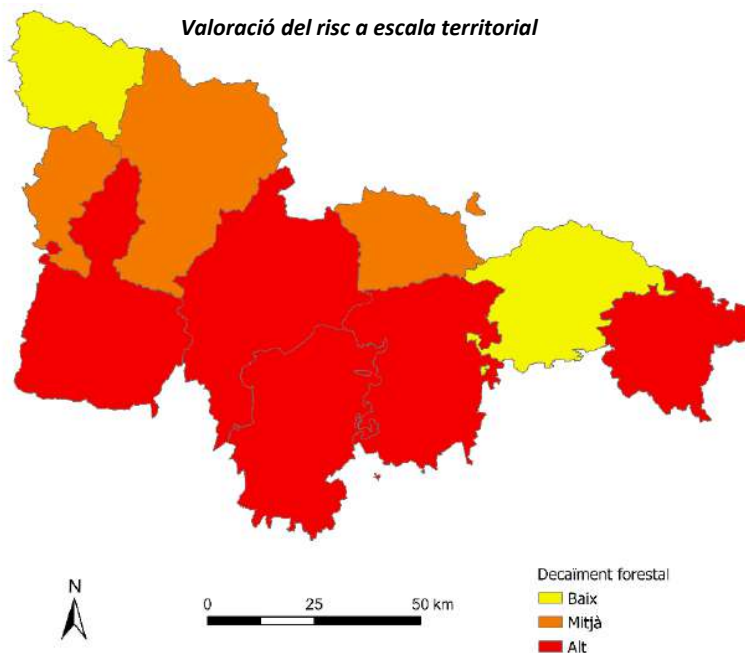 Valoració del risc a escala territorial
N
0 25 50 km
Decaïment forestal
Baix
Mitjà
Alt